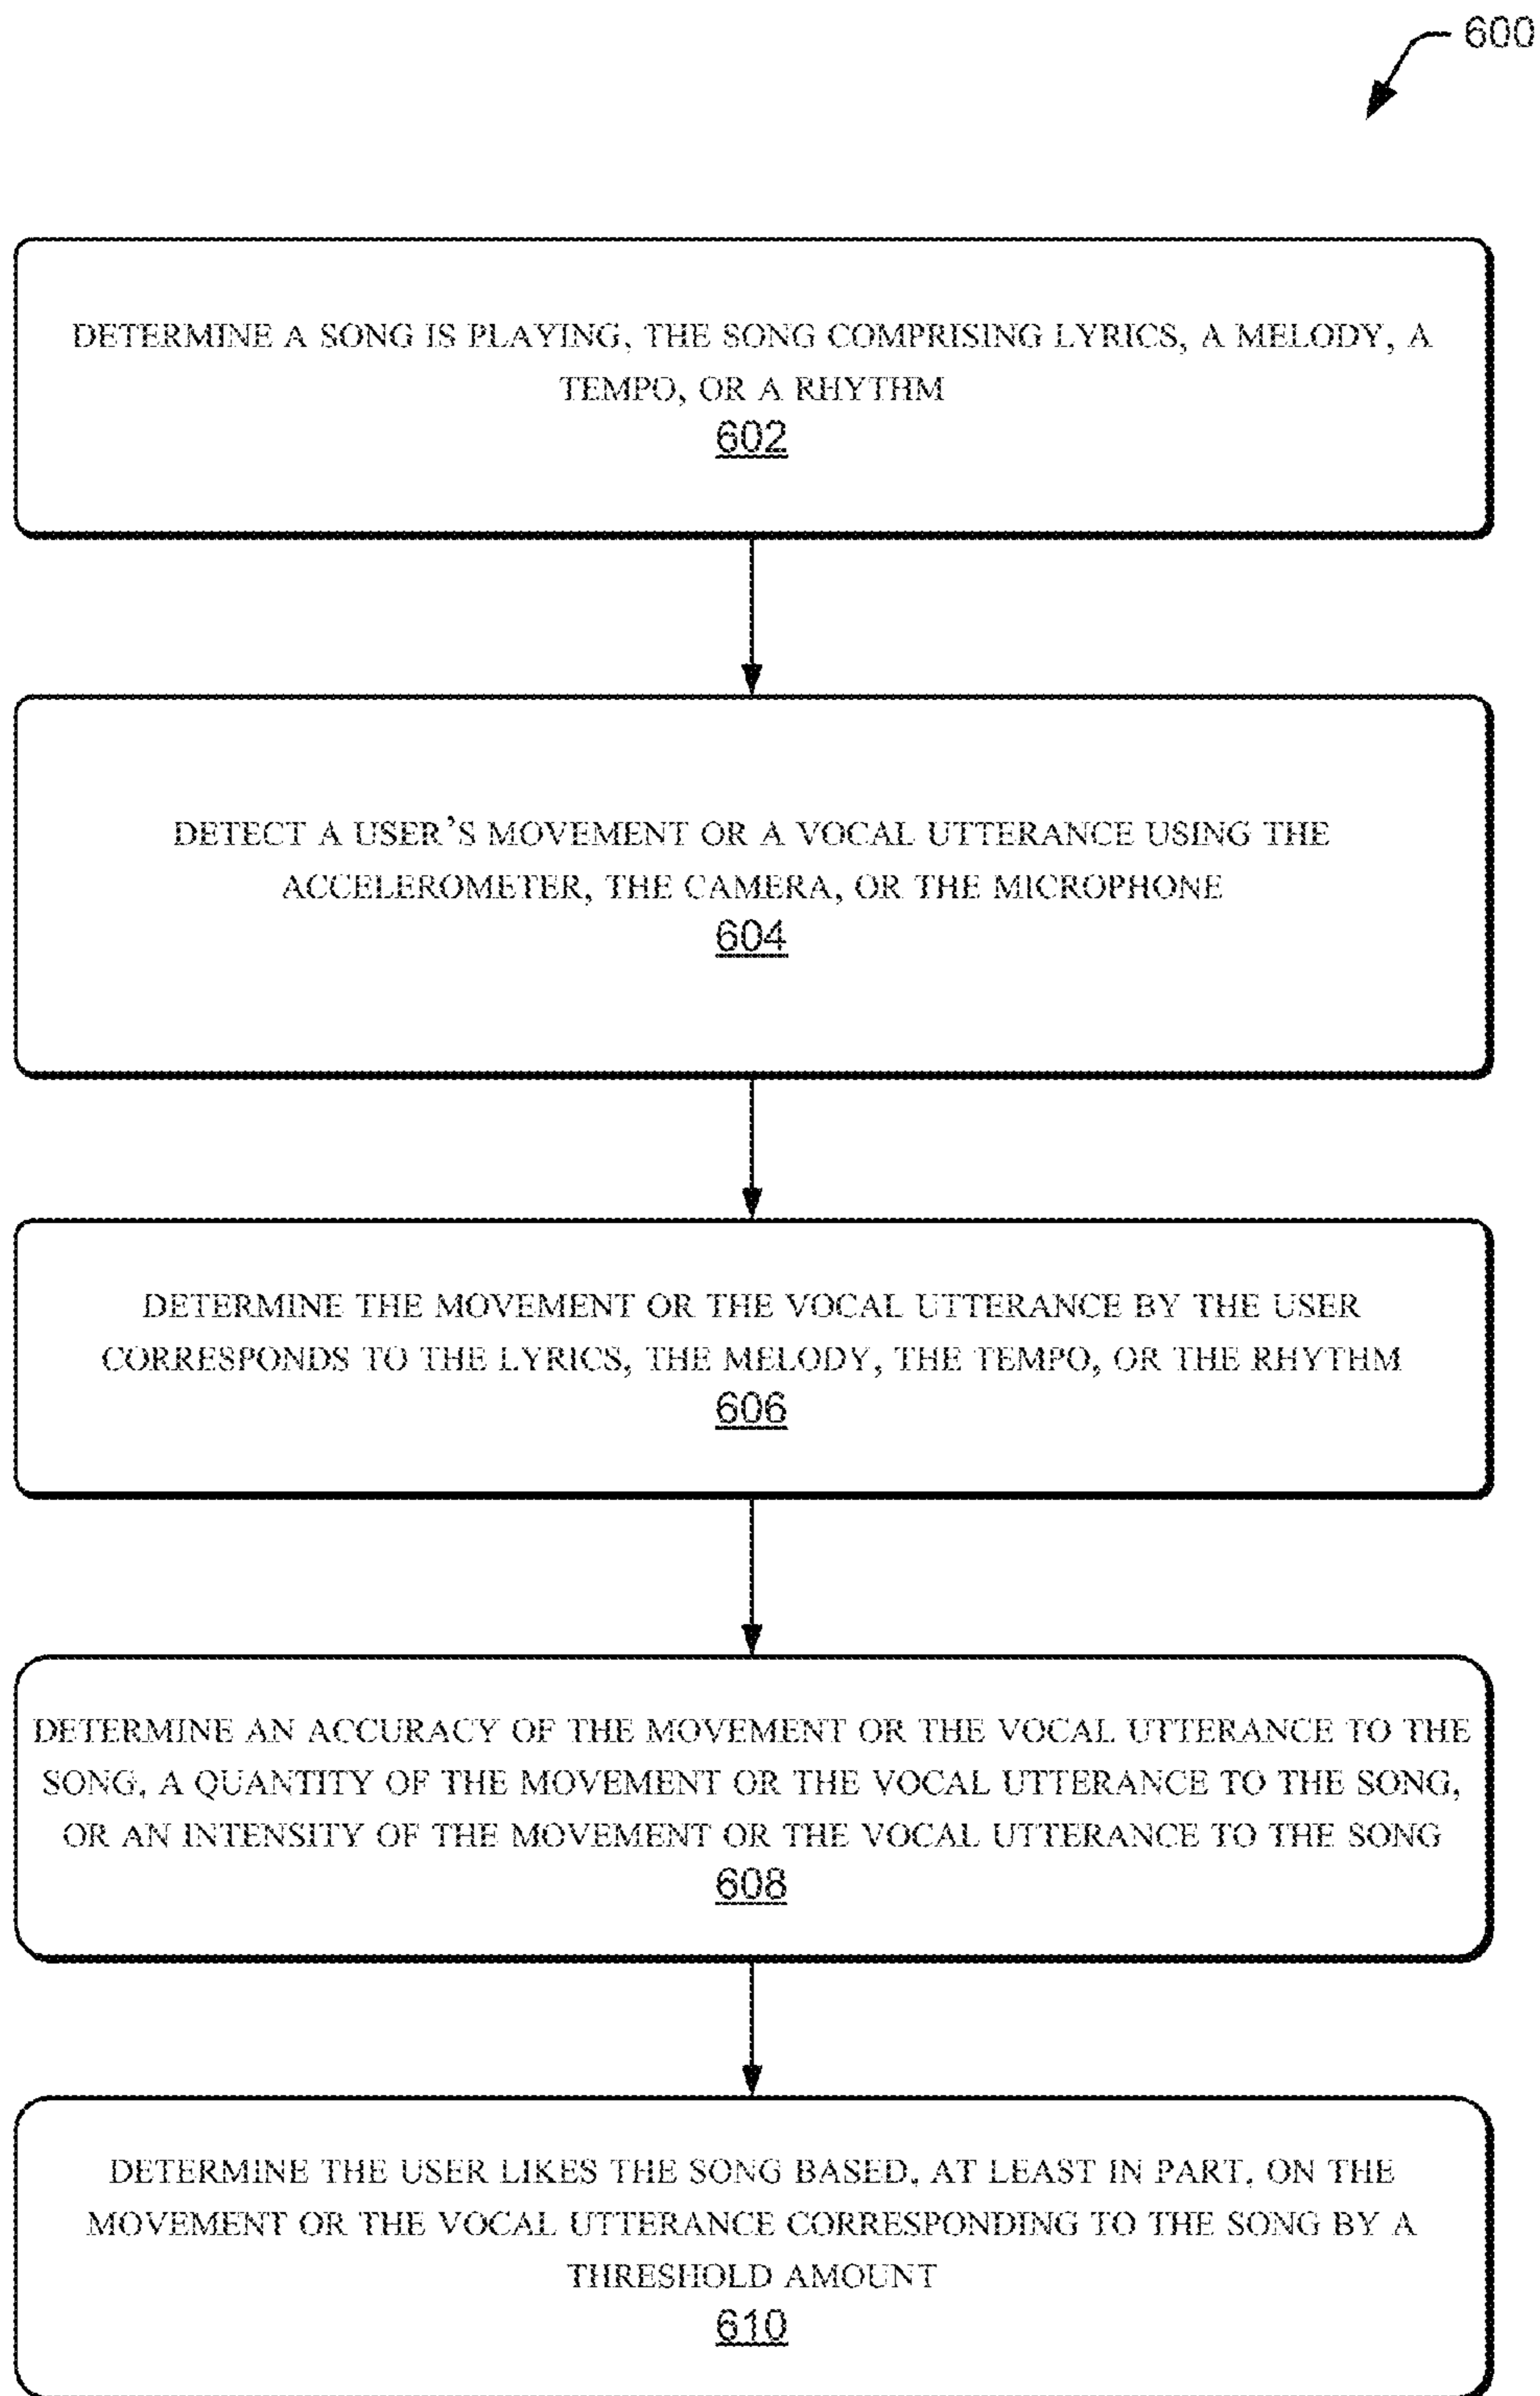 600
DETERMINE A SONG IS PLAYING, THE SONG COMPRISING LYRICS, A MELODY, A
TEMPO, OR A RHYTHM
602
DETECT A USER'S MOVEMENT OR A VOCAL UTTERANCE USING THE
ACCELEROMETER, THE CAMERA, OR THE MICROPHONE
604
DETERMINE THE MOVEMENT OR THE VOCAL UTTERANCE BY THE USER
CORRESPONDS TO THE LYRICS, THE MELODY, THE TEMPO, OR THE RHYTHM
606
DETERMINE AN ACCURACY OF THE MOVEMENT OR THE VOCAL UTTERANCE TO THE
SONG, A QUANTITY OF THE MOVEMENT OR THE VOCAL UTTERANCE TO THE SONG,
OR AN INTENSITY OF THE MOVEMENT OR THE VOCAL UTTERANCE TO THE SONG
608
DETERMINE THE USER LIKES THE SONG BASED, AT LEAST IN PART, ON THE
MOVEMENT OR THE VOCAL UTTERANCE CORRESPONDING TO THE SONG BY A
THRESHOLD AMOUNT
610